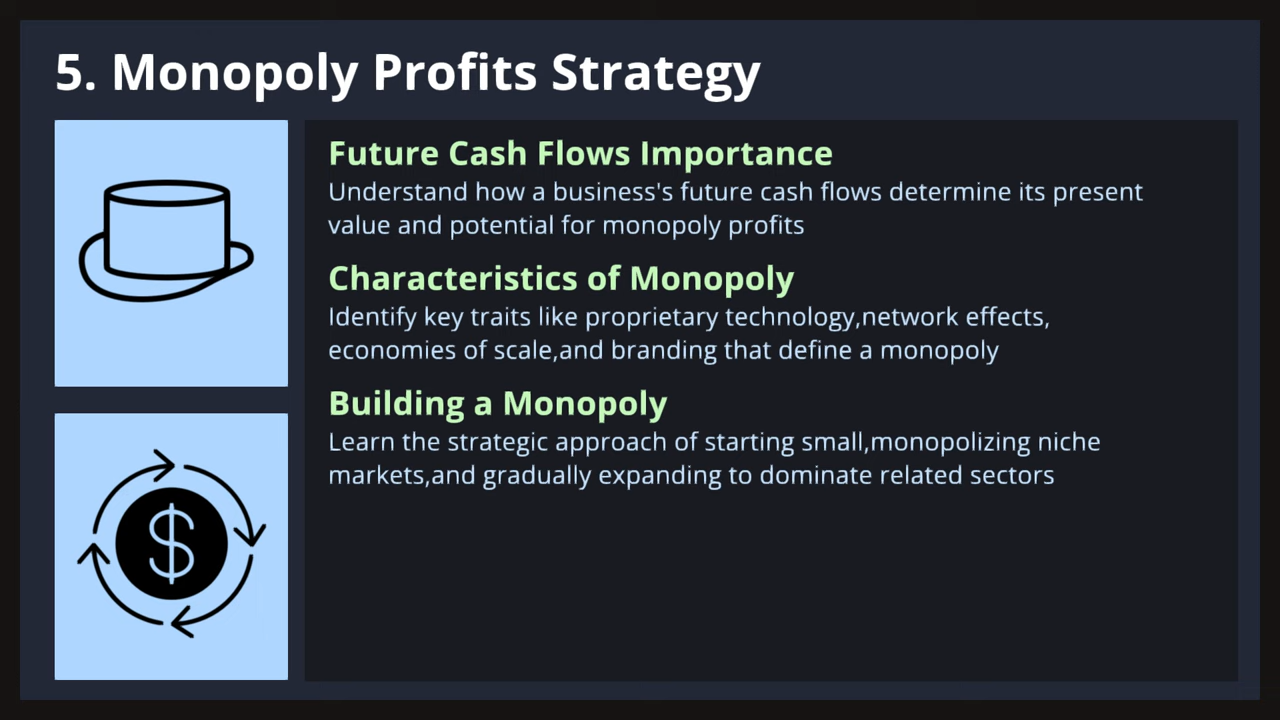 5. Monopoly Profits Strategy
Future Cash Flows Importance
Understand how a business's future cash flows determine its present
value and potential for monopoly profits
Characteristics of Monopoly
Identify key traits like proprietary technology,network effects,
economies of scale,and branding that define a monopoly
Building a Monopoly
Learn the strategic approach of starting small,monopolizing niche
markets,and gradually expanding to dominate related sectors
$